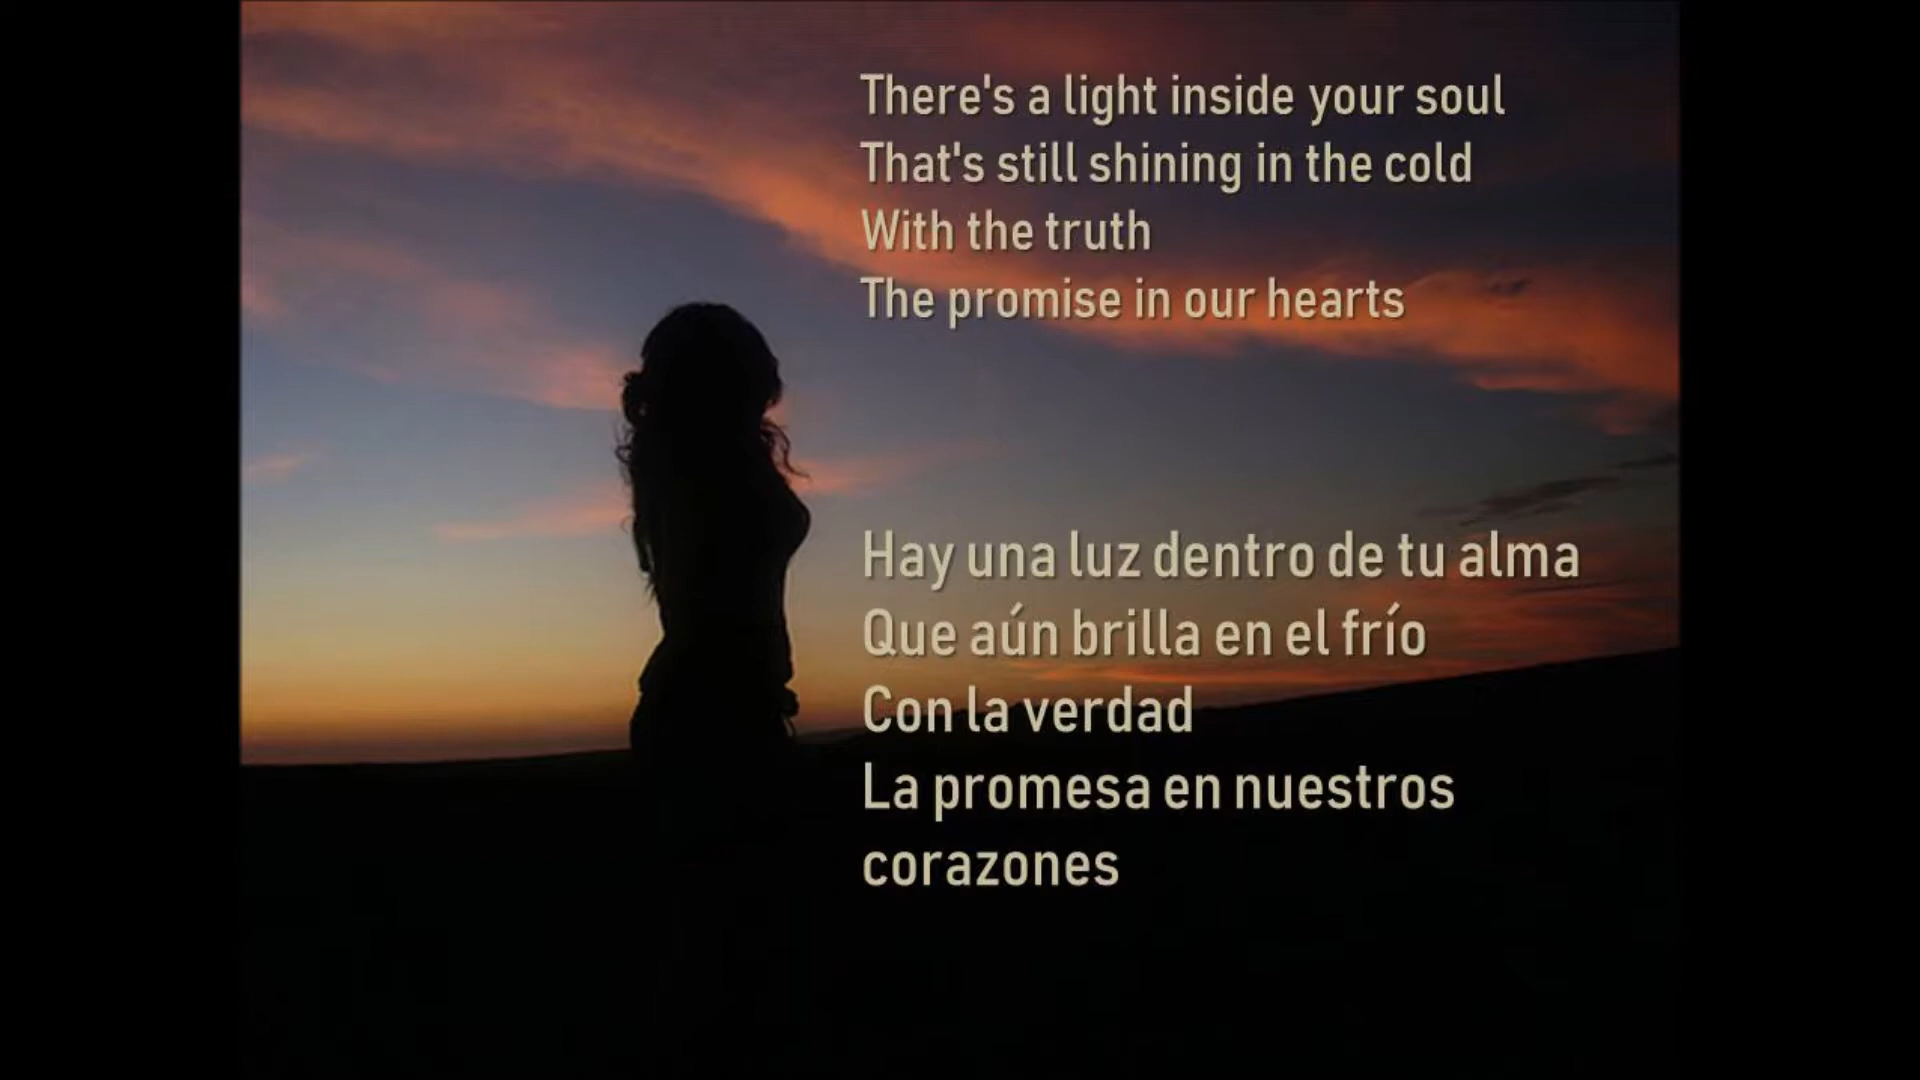 There's a light inside your soul
That's still shining in the cold
With the truth
The promise in our hearts
Hay una luz dentro de tu alma
Que aún brilla en el frío
Con la verdad
La promesa en nuestros
corazones